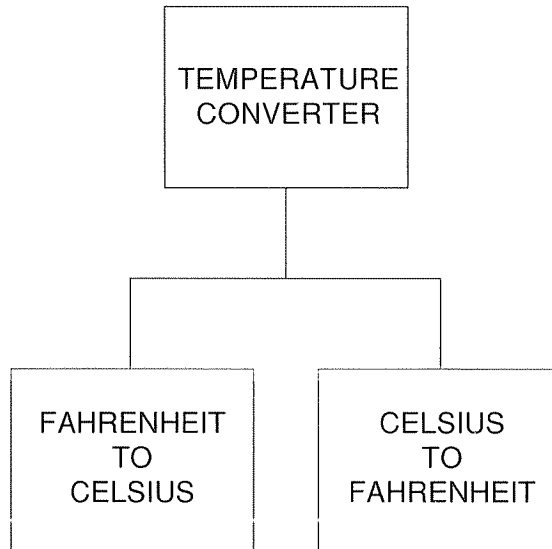 TEMPERATURE
CONVERTER
FAHRENHEIT
TO
CELSIUS
CELSIUS
TO
FAHRENHEIT